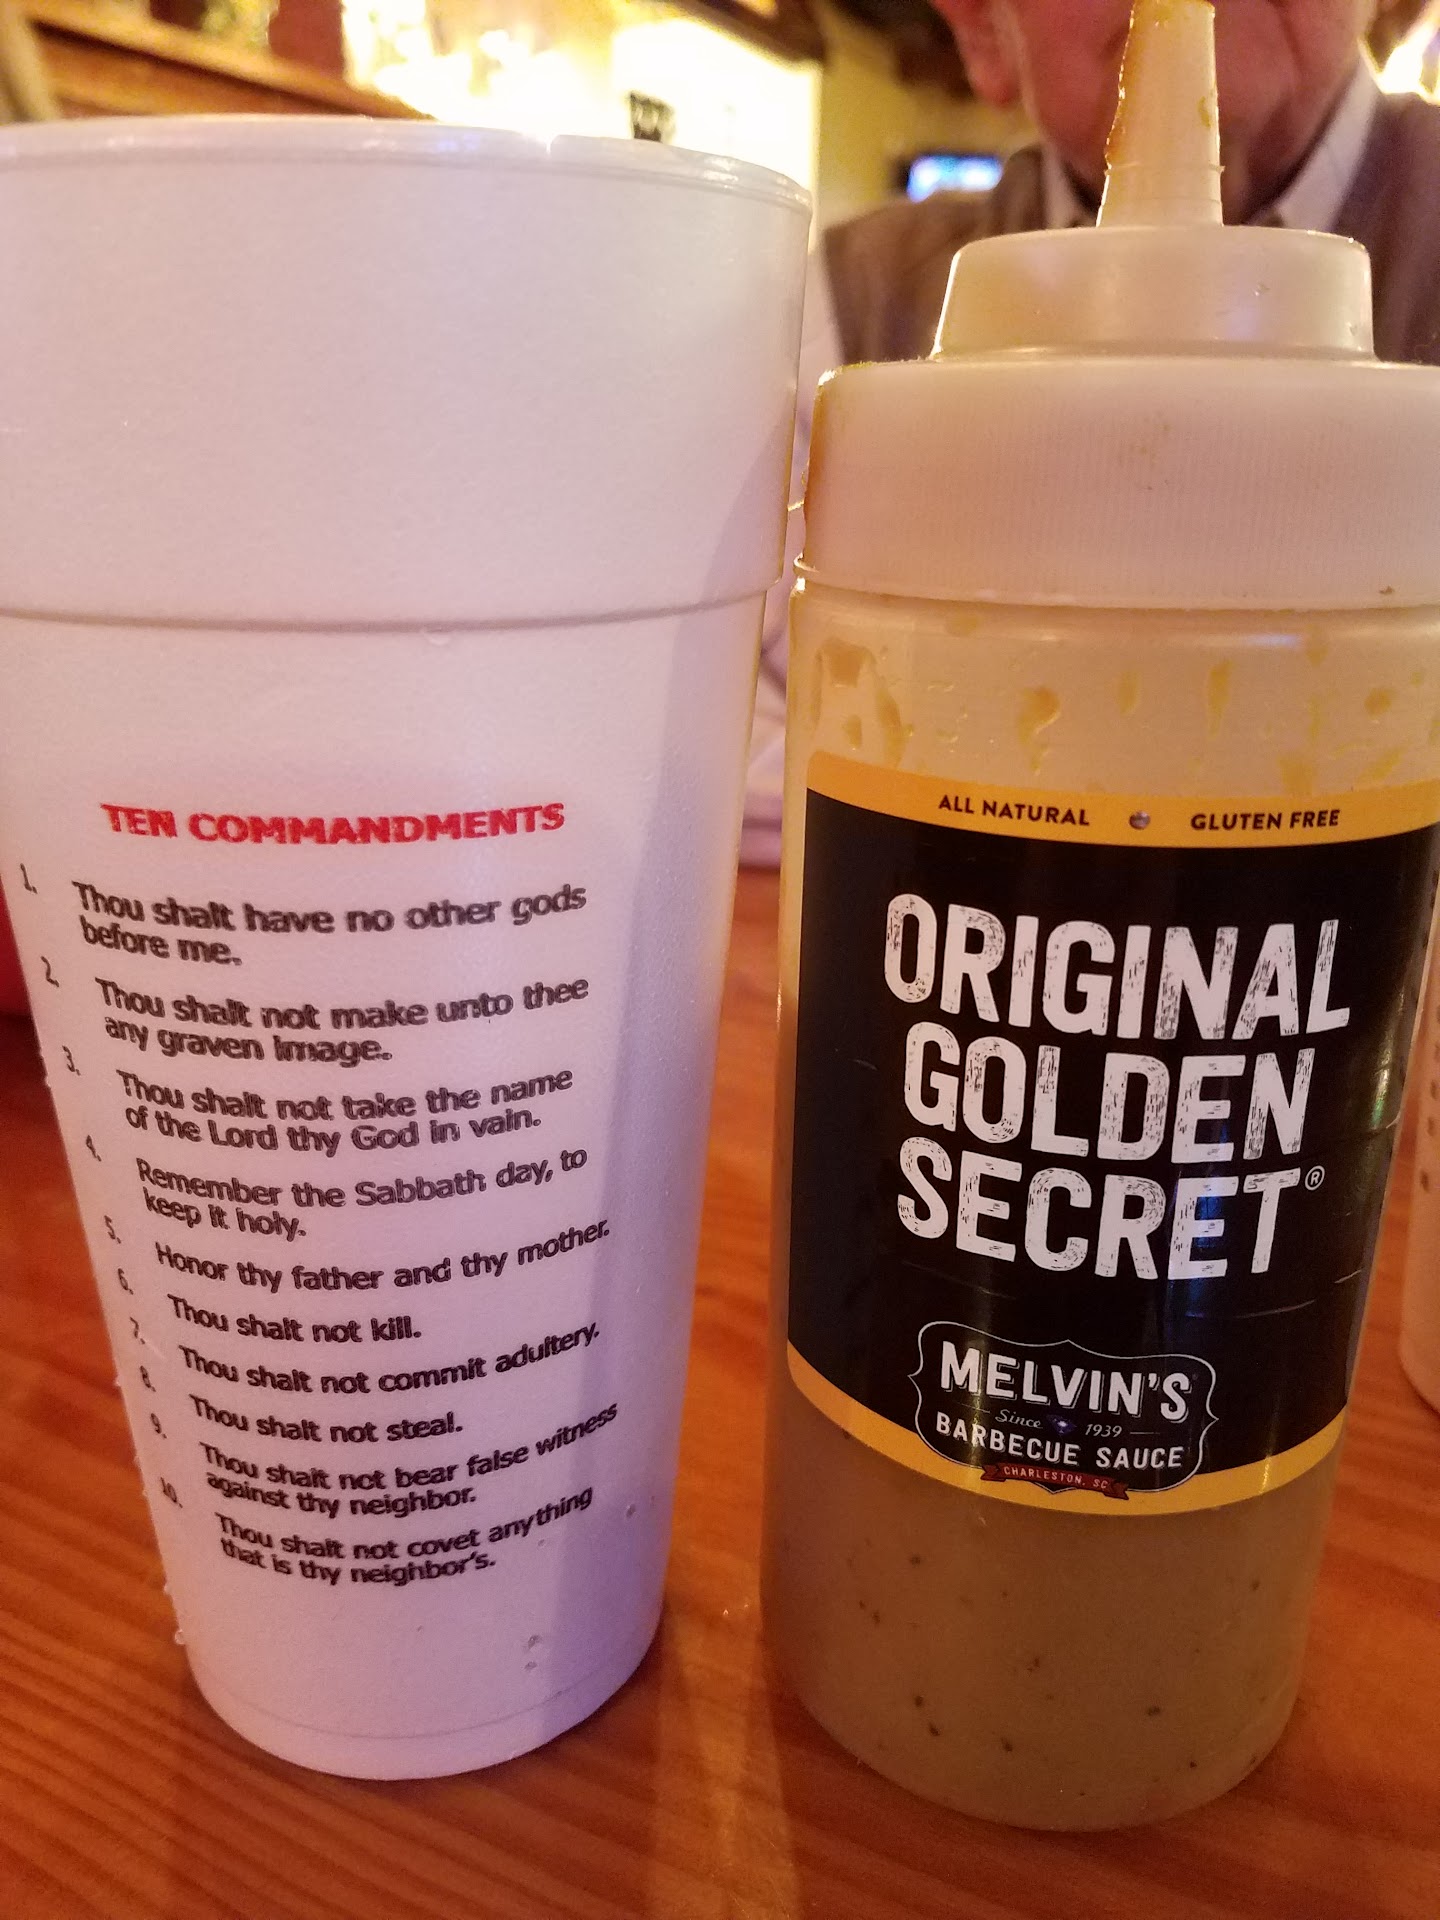 TEN COMMANDMENTS
1. Thou shalt have no other gods
before me.
2. Thou shalt not make unto thee
any graven image.
3. Thou shalt not take the name
of the Lord thy God in vain.
4. Remember the Sabbath day, to
keep it holy.
5. Honor thy father and thy mother.
6. Thou shalt not kill.
7. Thou shalt not commit adultery.
8. Thou shalt not steal.
9. Thou shalt not bear false witness
against thy neighbor.
10. Thou shalt not covet anything
that is thy neighbor's.
ALL NATURAL GLUTEN FREE
ORIGINAL
GOLDEN
SECRET®
MELVIN'S
Since 1939
BARBECUE SAUCE
CHARLESTON, SC